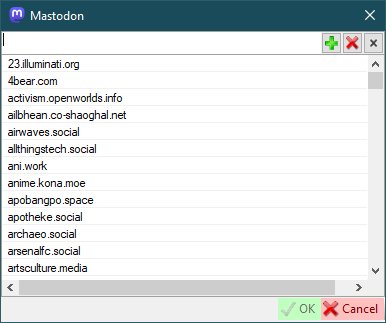 Mastodon
23.illuminati.org
4bear.com
activism.openworlds.info
ailbhean.co-shaoghal.net
airwaves.social
allthingstech.social
ani.work
anime.kona.moe
apobangpo.space
apotheke.social
archaeo.social
arsenalfc.social
artsculture.media
OK Cancel